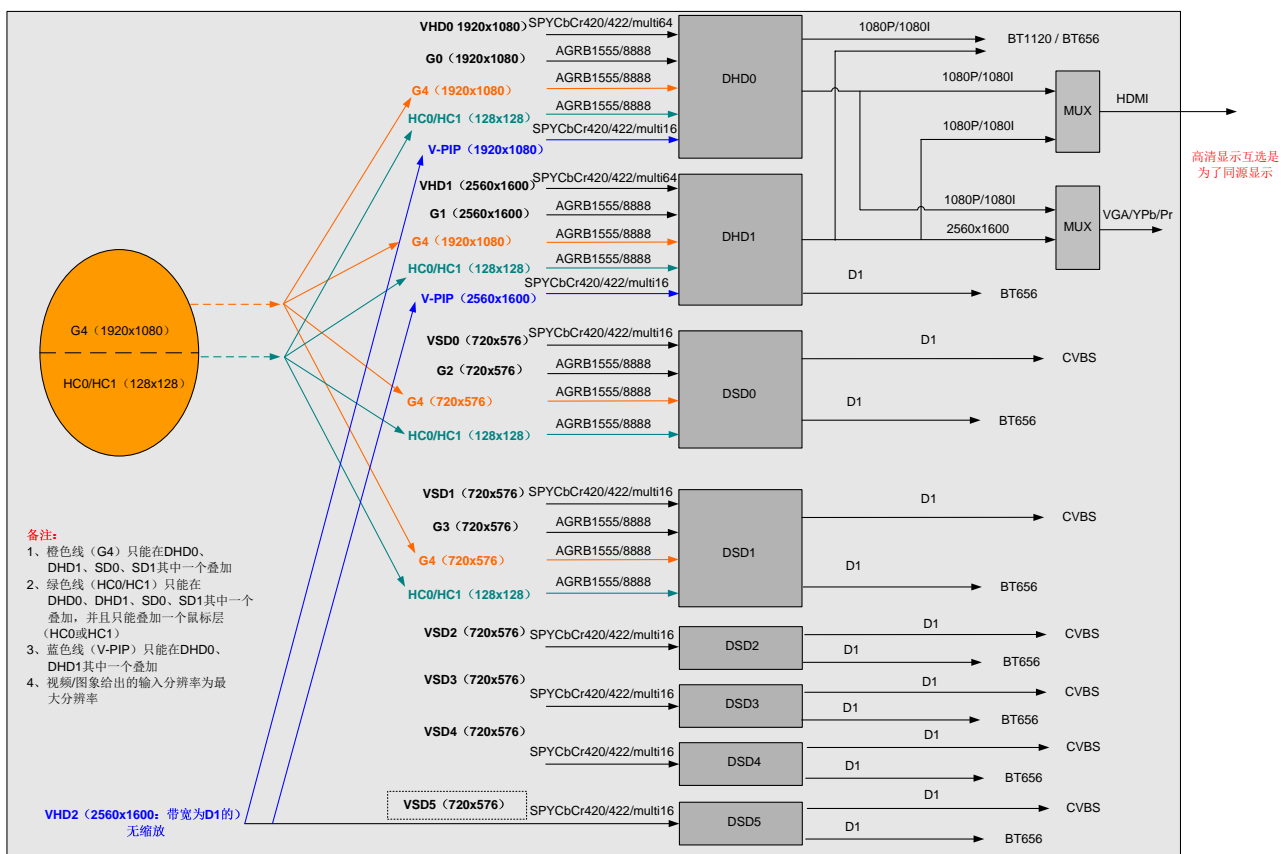 VHD0 1920x1080) SPYCbCr420/422/multi64
G0（1920x1080） AGRB1555/8888
G4（1920x1080） AGRB1555/8888
HC0/HC1（128x128） AGRB1555/8888
V-PIP（1920x1080） SPYCbCr420/422/multi16
DHD0
1080P/1080I BT1120 / BT656
1080P/1080I
1080P/1080I
MUX HDMI
高清显示互选是
为了同源显示
VHD1（2560x1600） SPYCbCr420/422/multi64
G1（2560x1600） AGRB1555/8888
G4（1920x1080） AGRB1555/8888
HC0/HC1（128x128） AGRB1555/8888
V-PIP（2560x1600） SPYCbCr420/422/multi16
DHD1
1080P/1080I
2560x1600
MUX VGA/YPb/Pr
D1 BT656
G4（1920x1080）
HC0/HC1（128x128）
VSD0（720x576） SPYCbCr420/422/multi16
G2（720x576） AGRB1555/8888
G4（720x576） AGRB1555/8888
HC0/HC1（128x128） AGRB1555/8888
DSD0
D1 CVBS
D1 BT656
VSD1（720x576） SPYCbCr420/422/multi16
G3（720x576） AGRB1555/8888
G4（720x576） AGRB1555/8888
HC0/HC1（128x128） AGRB1555/8888
DSD1
D1 CVBS
D1 BT656
备注：
1、橙色线（G4）只能在DHD0、
DHD1、SD0、SD1其中一个叠加
2、绿色线（HC0/HC1）只能在
DHD0、DHD1、SD0、SD1其中一个
叠加，并且只能叠加一个鼠标层
（HC0或HC1）
3、蓝色线（V-PIP）只能在DHD0、
DHD1其中一个叠加
4、视频/图象给出的输入分辨率为最
大分辨率
VSD2（720x576） SPYCbCr420/422/multi16
DSD2
D1 CVBS
D1 BT656
VSD3（720x576）
SPYCbCr420/422/multi16
DSD3
D1 CVBS
D1 BT656
VSD4（720x576）
SPYCbCr420/422/multi16
DSD4
D1 CVBS
D1 BT656
VHD2（2560x1600：带宽为D1的）
无缩放
VSD5（720x576）
SPYCbCr420/422/multi16
DSD5
D1 CVBS
D1 BT656